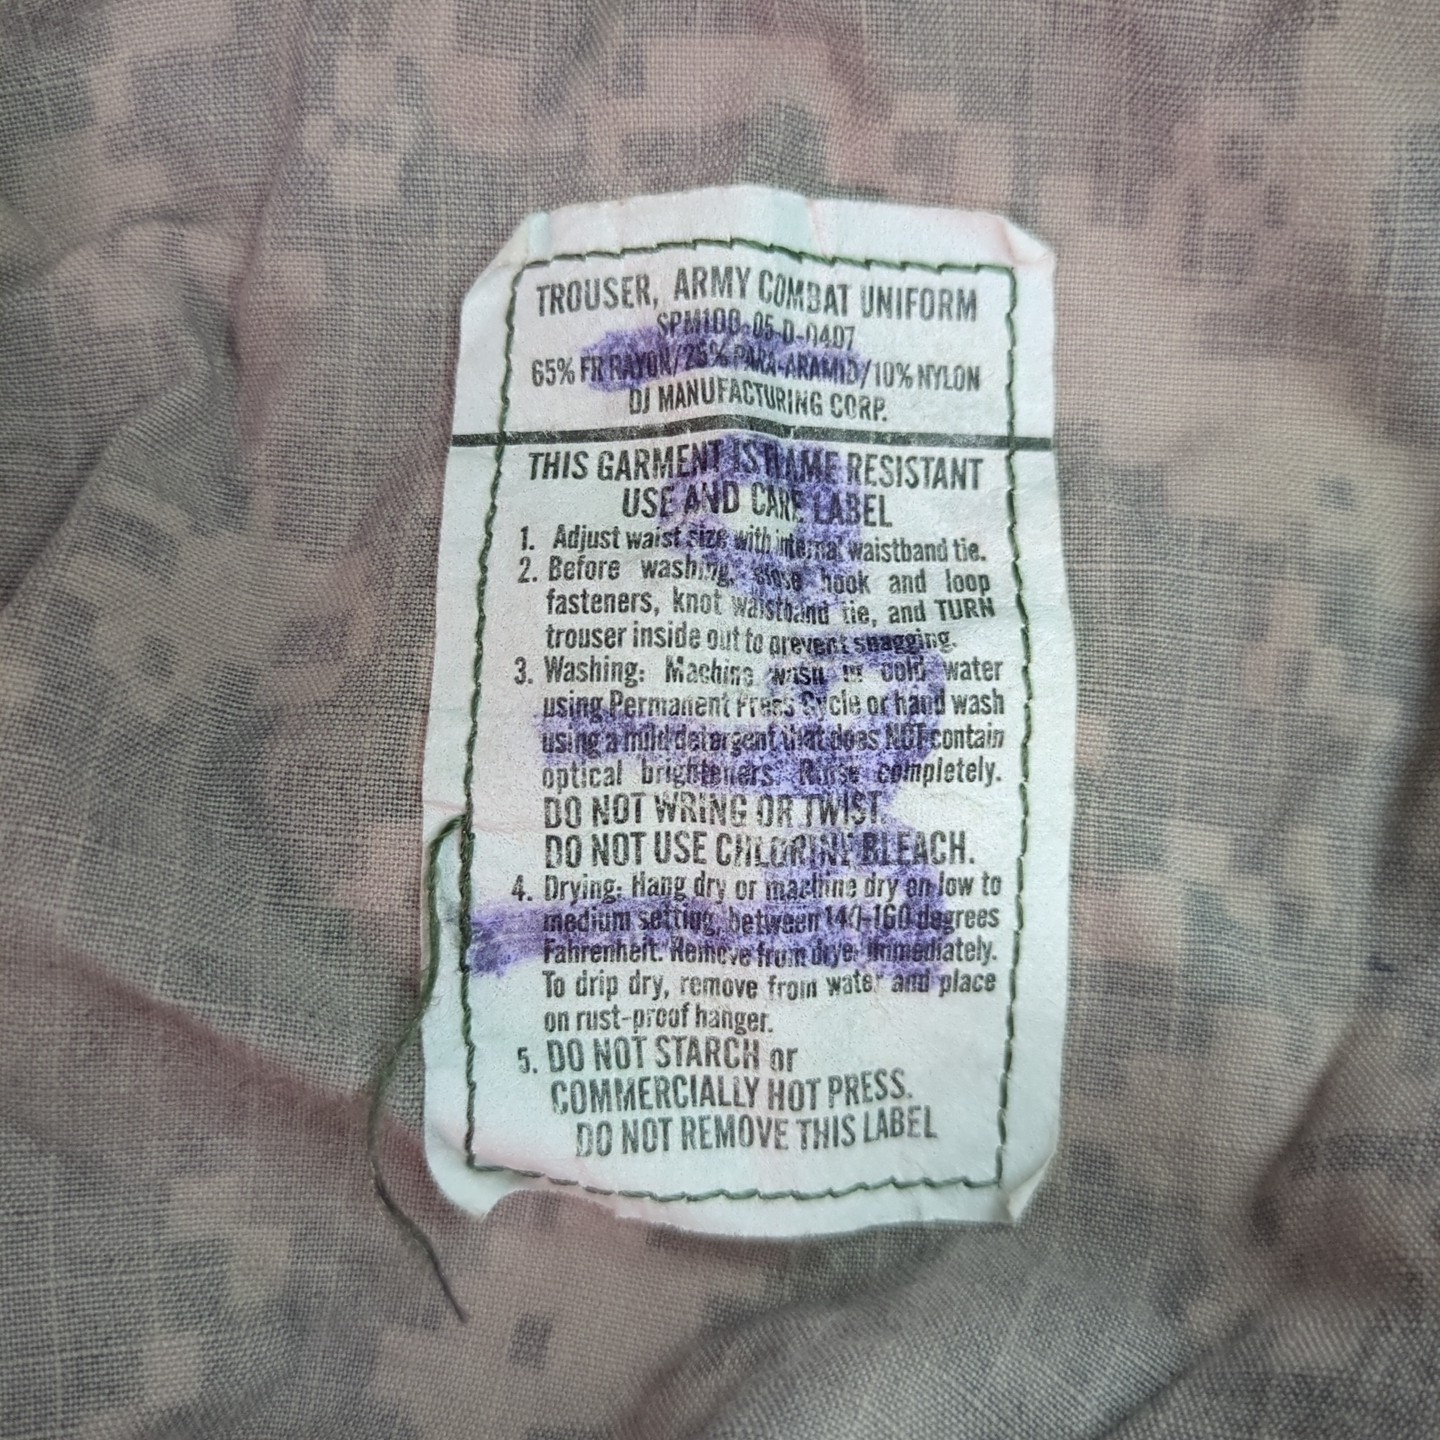 TROUSER, ARMY COMBAT UNIFORM
SPM100-05-D-0407
65% FR RAYON/25% PARA-ARAMID/10% NYLON
DJ MANUFACTURING CORP.
THIS GARMENT IS FLAME RESISTANT
USE AND CARE LABEL
1. Adjust waist size with internal waistband tie.
2. Before washing, close hook and loop
fasteners, knot waistband tie, and TURN
trouser inside out to prevent snagging.
3. Washing: Machine wash in cold water
using Permanent Press Cycle or hand wash
using a mild detergent that does NOT contain
optical brighteners. Rinse completely.
DO NOT WRING OR TWIST.
DO NOT USE CHLORINE BLEACH.
4. Drying: Hang dry or machine dry on low to
medium setting, between 140-160 degrees
Fahrenheit. Remove from dryer immediately.
To drip dry, remove from water and place
on rust-proof hanger.
5. DO NOT STARCH or
COMMERCIALLY HOT PRESS.
DO NOT REMOVE THIS LABEL